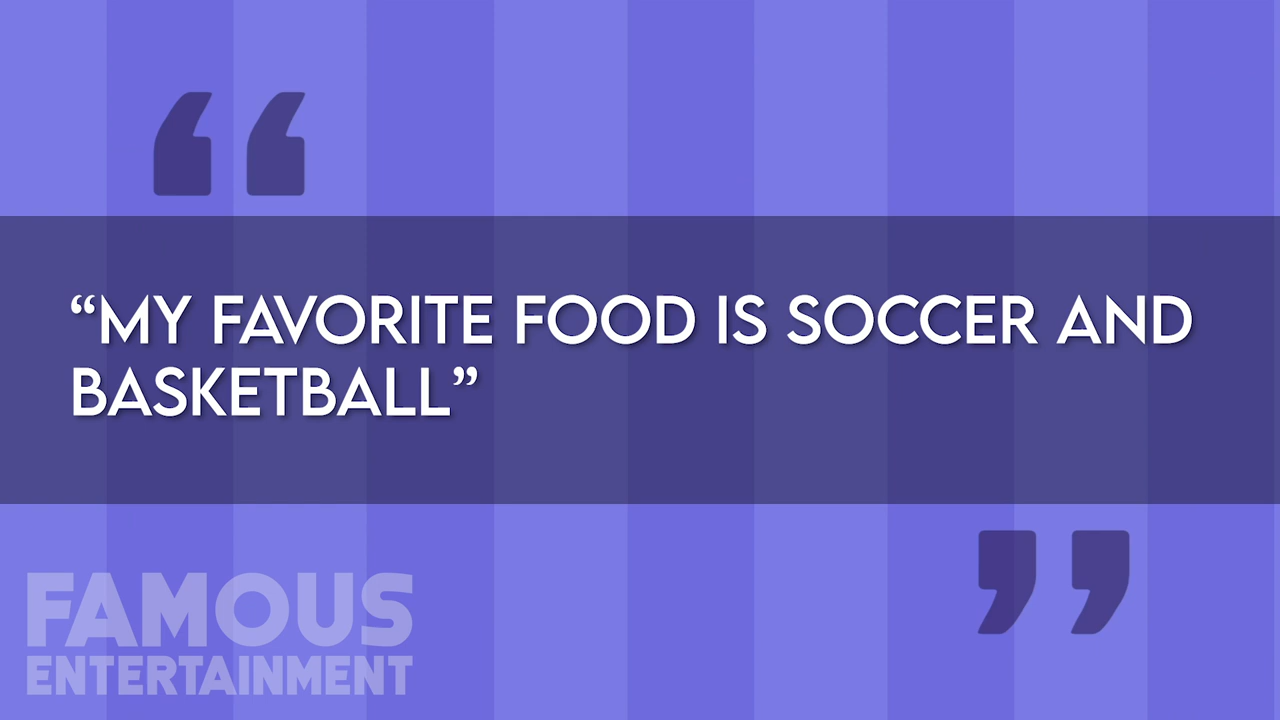 “MY FAVORITE FOOD IS SOCCER AND
BASKETBALL”
FAMOUS
ENTERTAINMENT